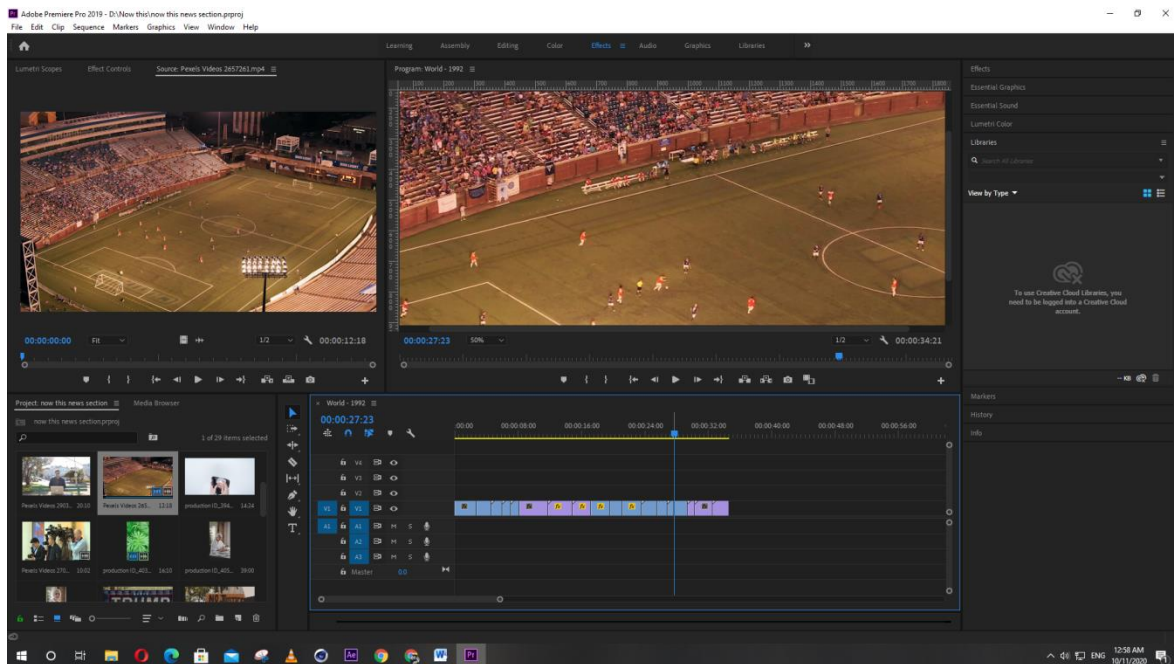 Adobe Premiere Pro 2019 - D:\Now this\now this news section.prproj
File Edit Clip Sequence Markers Graphics View Window Help
Learning Assembly Editing Color Effects Audio Graphics Libraries
Lumetri Scopes Effect Controls Source: Pexels Videos 2657261.mp4
Program: World - 1992
00:00:00:00 Fit 1/2 00:00:12:18
00:00:27:23 50% 1/2 00:00:34:21
Effects
Essential Graphics
Essential Sound
Lumetri Color
Libraries
Search All Libraries
View by Type
To use Creative Cloud Libraries, you
need to be logged into a Creative Cloud
account.
- KB
Markers
History
Info
Project: now this news section Media Browser
now this news section.prproj
1 of 29 items selected
Pexels Videos 2903... 20:10 Pexels Videos 265... 12:18 production ID_394... 14:24
Pexels Videos 270... 10:02 production ID_403... 16:10 production ID_405... 39:00
TRUMP
World - 1992
00:00:27:23
:00:00 00:00:08:00 00:00:16:00 00:00:24:00 00:00:32:00 00:00:40:00 00:00:48:00 00:00:56:00
V4
V3
V2
V1 V1
A1 A1 M S
A2 M S
A3 M S
Master 0.0
Ae W Pr
ENG 12:58 AM
10/11/2020